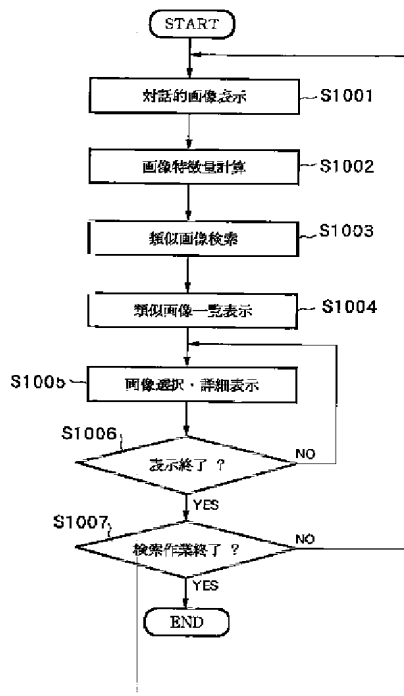 START
対話的画像表示
S1001
画像特徴量計算
S1002
類似画像検索
S1003
類似画像一覧表示
S1004
S1005
画像選択・詳細表示
S1006
表示終了 ?
NO
YES
S1007
検索作業終了 ?
NO
YES
END